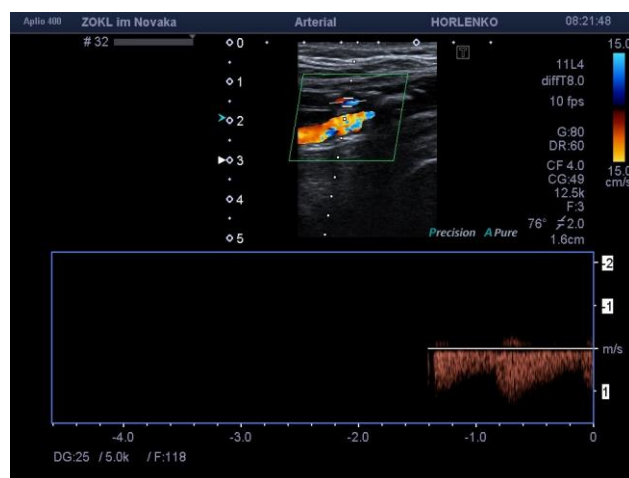 Aplio 400 ZOKL im Novaka Arterial HORLENKO 08:21:48
# 32
0
1
2
3
4
5
T
15.0
15.0
cm/s
11L4
diffT8.0
10 fps
G:80
DR:60
CF 4.0
CG:49
12.5k
F:3
76° 2.0
1.6cm
Precision A Pure
-2
-1
m/s
1
-4.0 -3.0 -2.0 -1.0 0
DG:25 / 5.0k / F:118